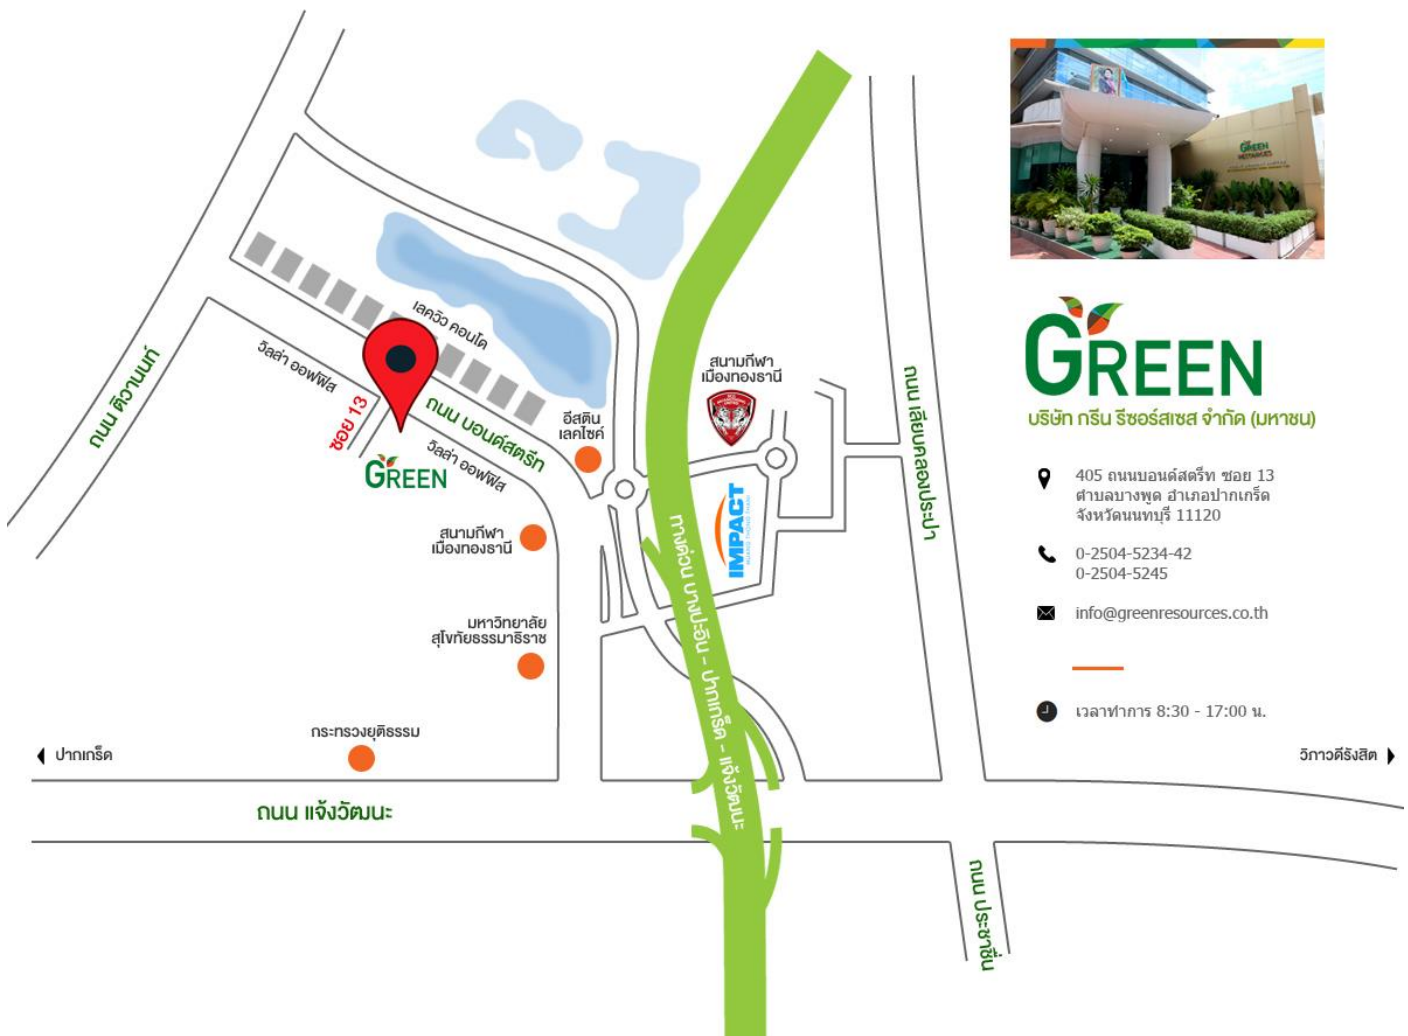 GREEN
RESOURCES
GREEN
บริษัท กรีน รีซอร์สเซส จำกัด (มหาชน)
405 ถนนบอนด์สตรีท ซอย 13
ตำบลบางพูด อำเภอปากเกร็ด
จังหวัดนนทบุรี 11120
0-2504-5234-42
0-2504-5245
info@greenresources.co.th
เวลาทำการ 8:30 - 17:00 น.
ถนน ติวานนท์
วิลล่า ออฟฟิส
เลควิว คอนโด
ซอย 13
ถนน บอนด์สตรีท
วิลล่า ออฟฟิส
GREEN
อีสติน
เลคไซค์
สนามกีฬา
เมืองทองธานี
IMPACT
MUANG THONG THANI
ถนน เลียบคลองประปา
สนามกีฬา
เมืองทองธานี
มหาวิทยาลัย
สุโขทัยธรรมาธิราช
ทางด่วน บางปะอิน - ปากเกร็ด - แจ้งวัฒนะ
กระทรวงยุติธรรม
ปากเกร็ด
วิภาวดีรังสิต
ถนน แจ้งวัฒนะ
ถนน ประชาชื่น